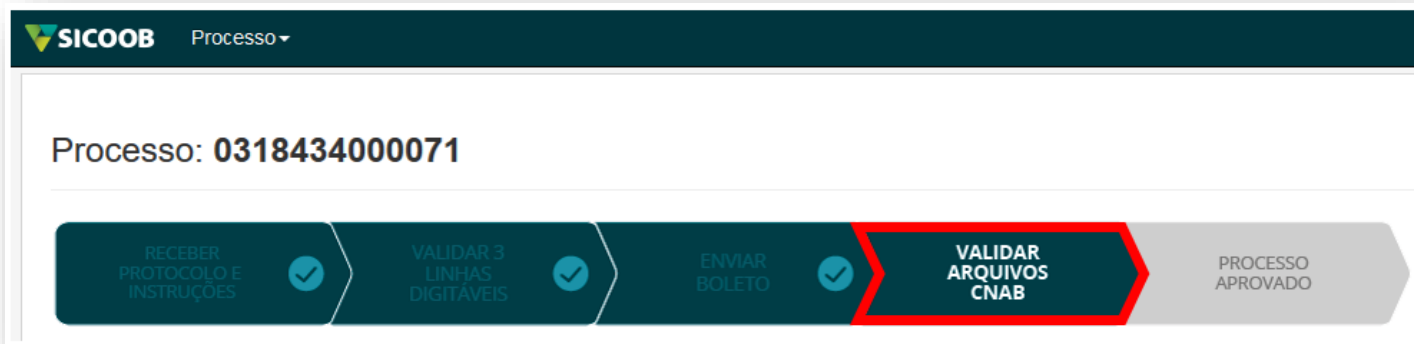 SICOOB Processo
Processo: 0318434000071
RECEBER
PROTOCOLO E
INSTRUÇÕES
VALIDAR 3
LINHAS
DIGITÁVEIS
ENVIAR
BOLETO
VALIDAR
ARQUIVOS
CNAB
PROCESSO
APROVADO